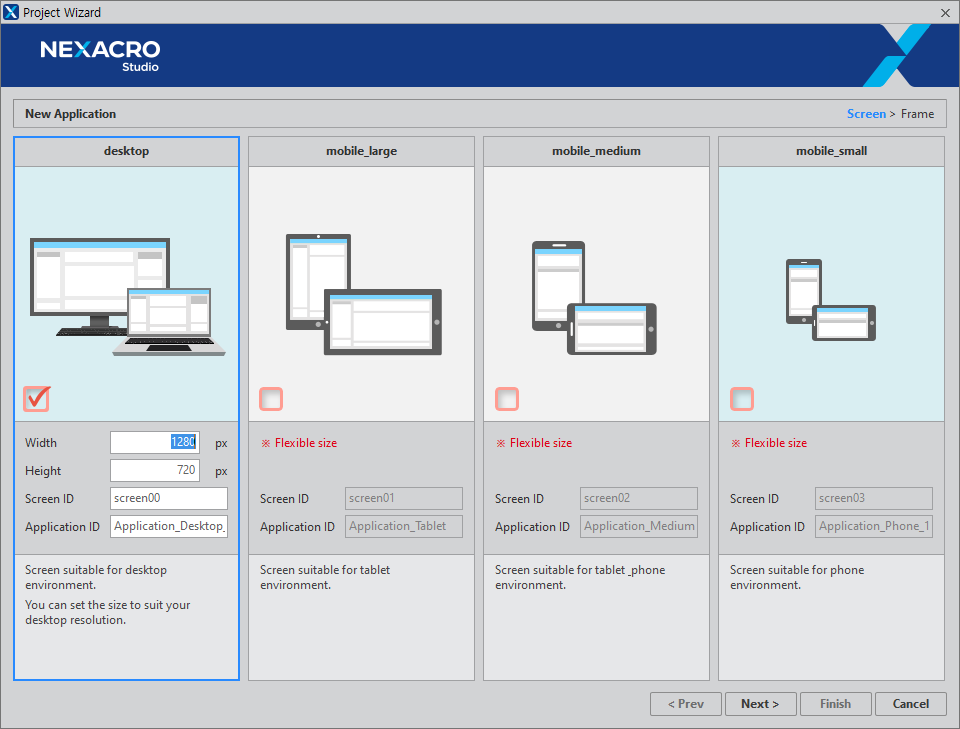 Project Wizard
NEXACRO
Studio
New Application
Screen > Frame
desktop
Width 1280 px
Height 720 px
Screen ID screen00
Application ID Application_Desktop_
Screen suitable for desktop
environment.
You can set the size to suit your
desktop resolution.
mobile_large
※ Flexible size
Screen ID screen01
Application ID Application_Tablet
Screen suitable for tablet
environment.
mobile_medium
※ Flexible size
Screen ID screen02
Application ID Application_Medium
Screen suitable for tablet _phone
environment.
mobile_small
※ Flexible size
Screen ID screen03
Application ID Application_Phone_1
Screen suitable for phone
environment.
< Prev
Next >
Finish
Cancel